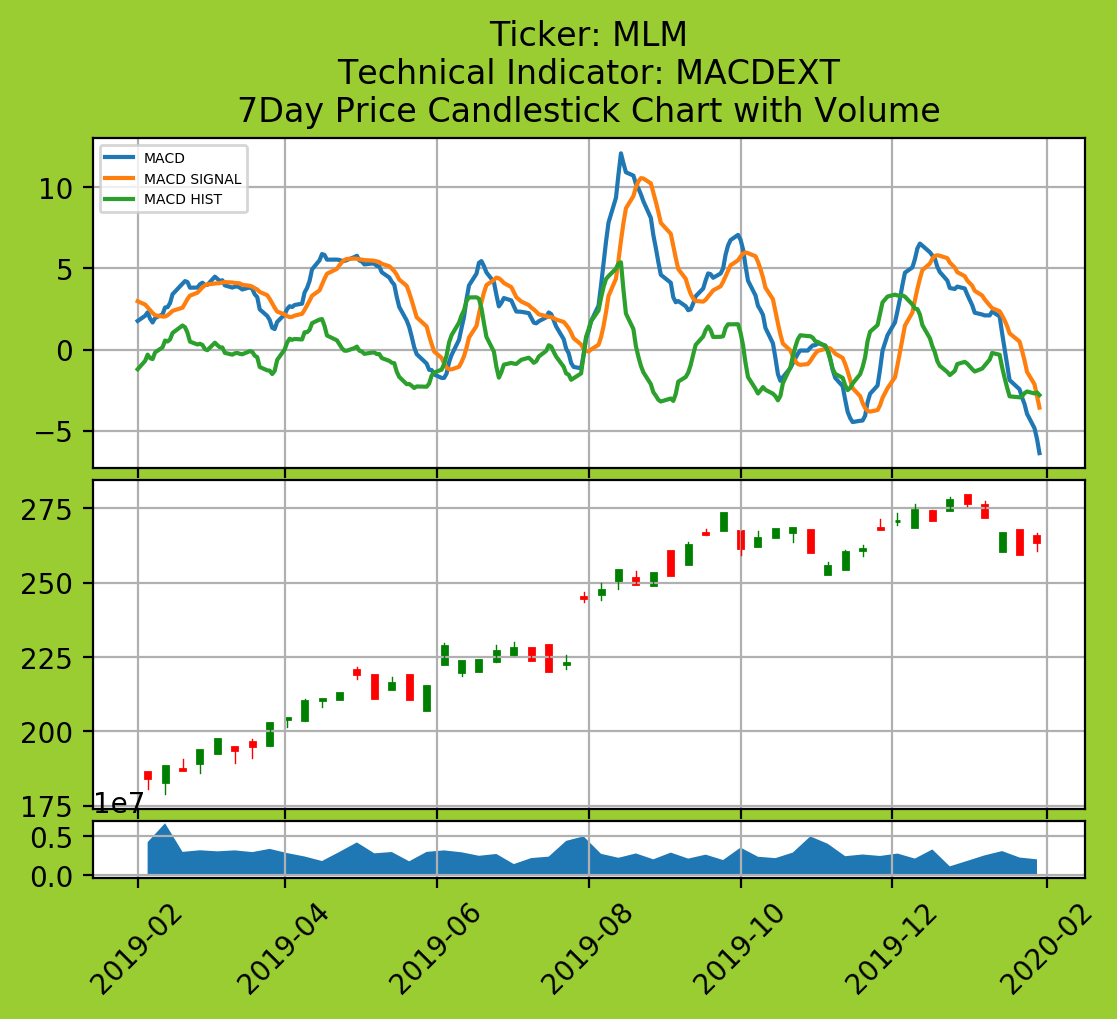 Ticker: MLM
Technical Indicator: MACDEXT
7Day Price Candlestick Chart with Volume
MACD
MACD SIGNAL
MACD HIST
10
5
0
−5
275
250
225
200
175
1e7
0.5
0.0
2019-02
2019-04
2019-06
2019-08
2019-10
2019-12
2020-02